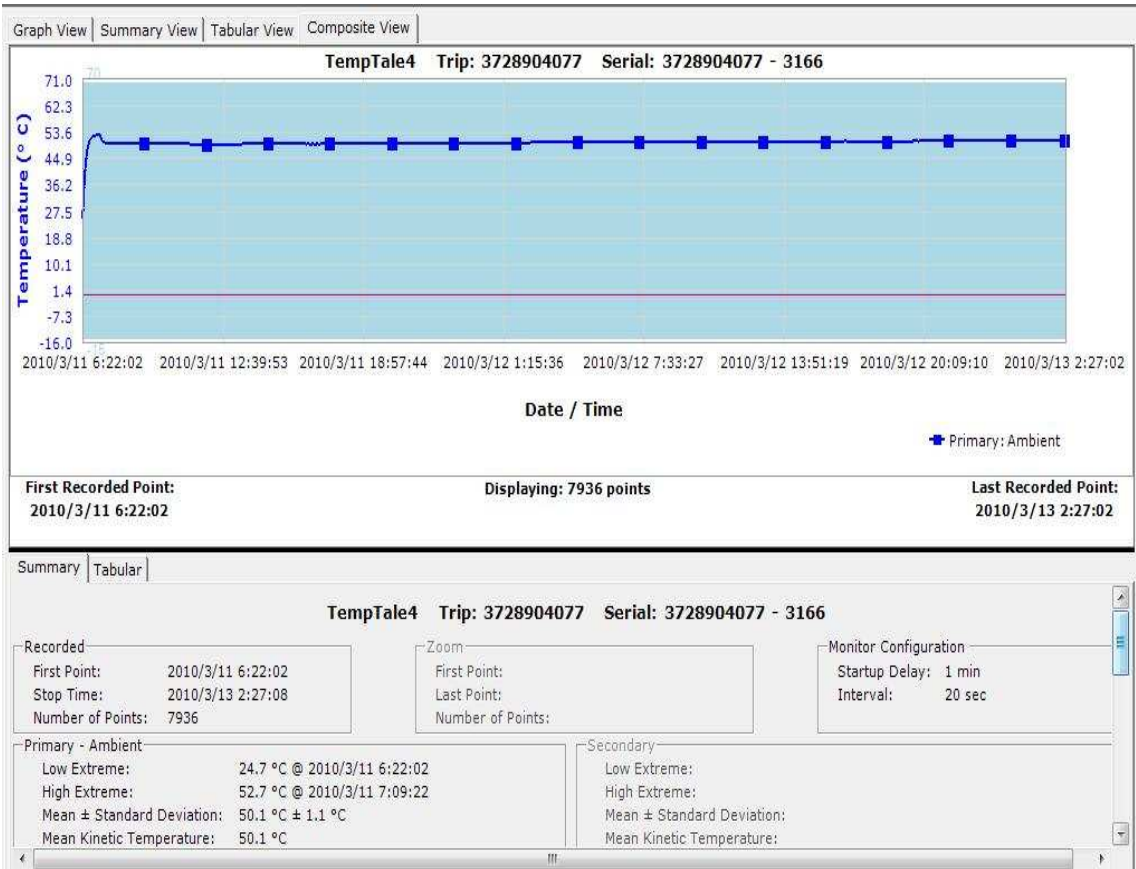 Graph View Summary View Tabular View Composite View
TempTale4 Trip: 3728904077 Serial: 3728904077 - 3166
70
71.0
62.3
53.6
44.9
36.2
27.5
18.8
10.1
1.4
-7.3
-16.0
Temperature (° C)
2010/3/11 6:22:02 2010/3/11 12:39:53 2010/3/11 18:57:44 2010/3/12 1:15:36 2010/3/12 7:33:27 2010/3/12 13:51:19 2010/3/12 20:09:10 2010/3/13 2:27:02
Date / Time
Primary: Ambient
First Recorded Point: Displaying: 7936 points Last Recorded Point:
2010/3/11 6:22:02 2010/3/13 2:27:02
Summary Tabular
TempTale4 Trip: 3728904077 Serial: 3728904077 - 3166
Recorded Zoom Monitor Configuration
First Point: 2010/3/11 6:22:02 First Point: Startup Delay: 1 min
Stop Time: 2010/3/13 2:27:08 Last Point: Interval: 20 sec
Number of Points: 7936 Number of Points:
Primary - Ambient Secondary
Low Extreme: 24.7 °C @ 2010/3/11 6:22:02 Low Extreme:
High Extreme: 52.7 °C @ 2010/3/11 7:09:22 High Extreme:
Mean ± Standard Deviation: 50.1 °C ± 1.1 °C Mean ± Standard Deviation:
Mean Kinetic Temperature: 50.1 °C Mean Kinetic Temperature: